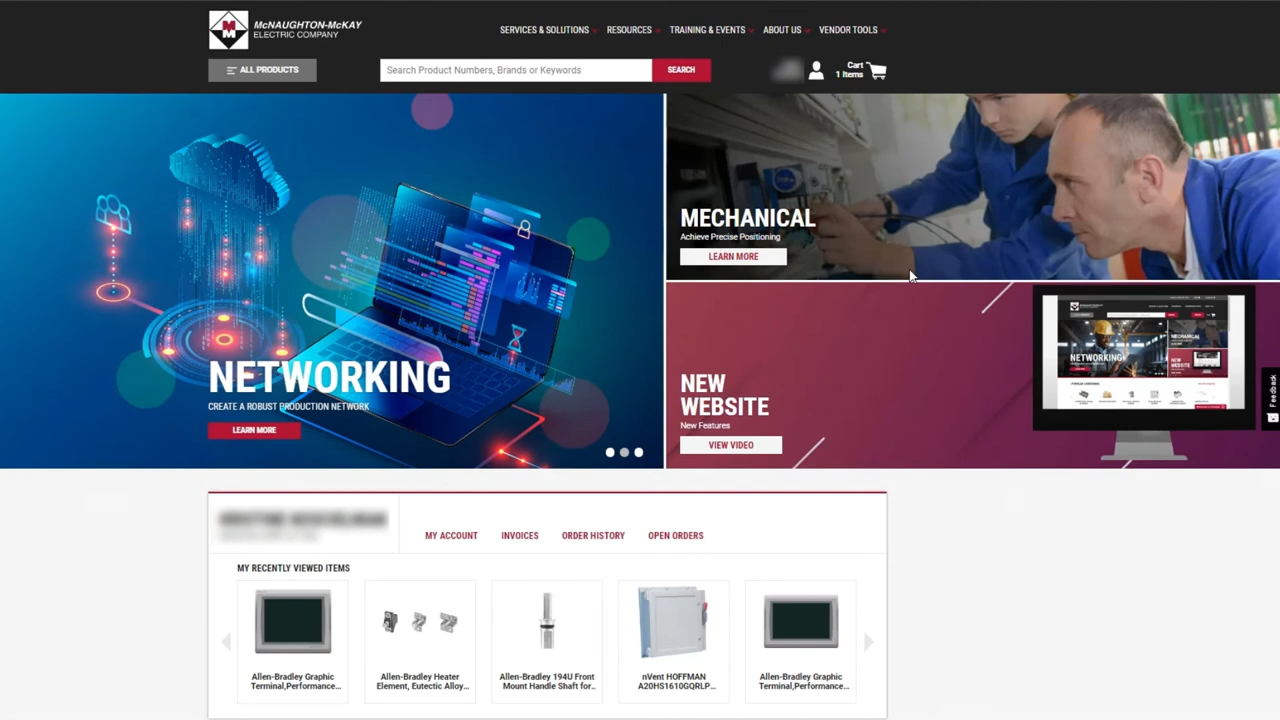 McNAUGHTON-McKAY
ELECTRIC COMPANY
SERVICES & SOLUTIONS
RESOURCES
TRAINING & EVENTS
ABOUT US
VENDOR TOOLS
ALL PRODUCTS
Search Product Numbers, Brands or Keywords
SEARCH
Cart
1 Items
NETWORKING
CREATE A ROBUST PRODUCTION NETWORK
LEARN MORE
MECHANICAL
Achieve Precise Positioning
LEARN MORE
NEW
WEBSITE
New Features
VIEW VIDEO
NETWORKING
MECHANICAL
NEW
WEBSITE
Feedback
MY ACCOUNT
INVOICES
ORDER HISTORY
OPEN ORDERS
MY RECENTLY VIEWED ITEMS
Allen-Bradley Graphic
Terminal,Performance...
Allen-Bradley Heater
Element, Eutectic Alloy...
Allen-Bradley 194U Front
Mount Handle Shaft for...
nVent HOFFMAN
A20HS1610GQRLP...
Allen-Bradley Graphic
Terminal,Performance...